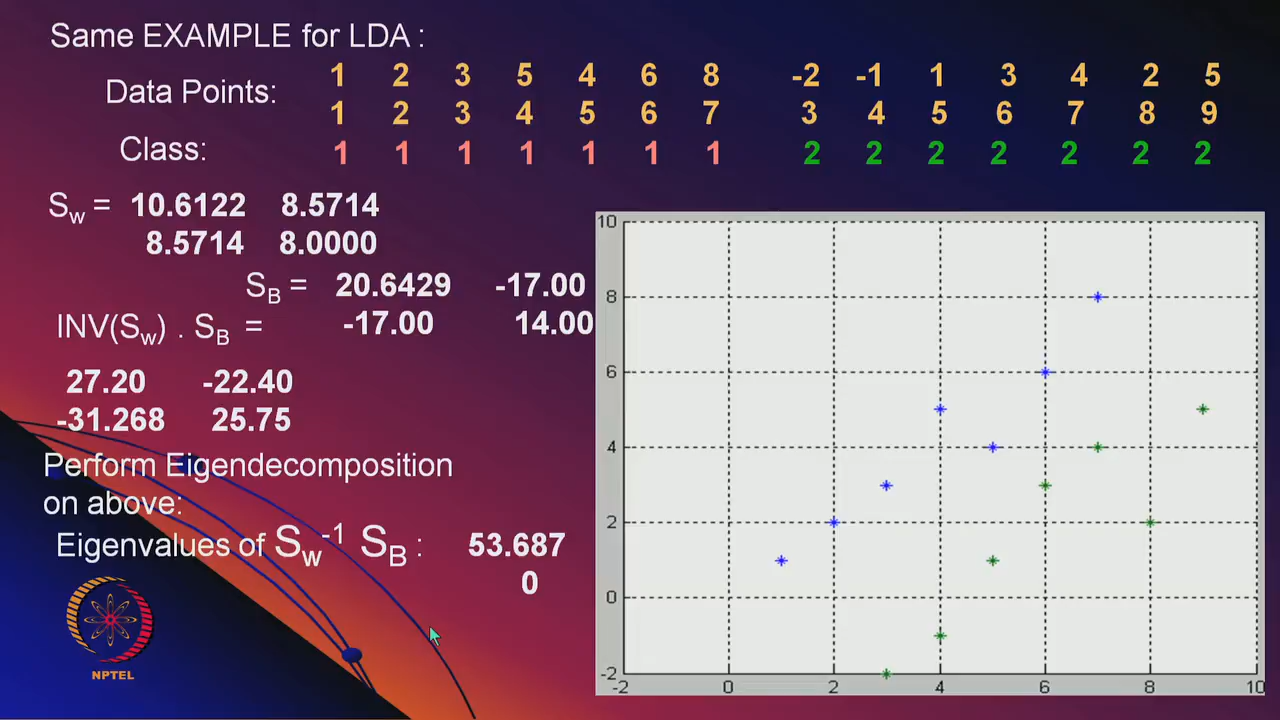 Same EXAMPLE for LDA :
Data Points:
1 2 3 5 4 6 8 -2 -1 1 3 4 2 5
1 2 3 4 5 6 7 3 4 5 6 7 8 9
Class: 1 1 1 1 1 1 1 2 2 2 2 2 2 2
Sw = 10.6122 8.5714
8.5714 8.0000
SB = 20.6429 -17.00
-17.00 14.00
INV(Sw) . SB =
27.20 -22.40
-31.268 25.75
Perform Eigendecomposition
on above:
Eigenvalues of Sw-1 SB : 53.687
0
NPTEL
10
8
6
4
2
0
-2
-2 0 2 4 6 8 10